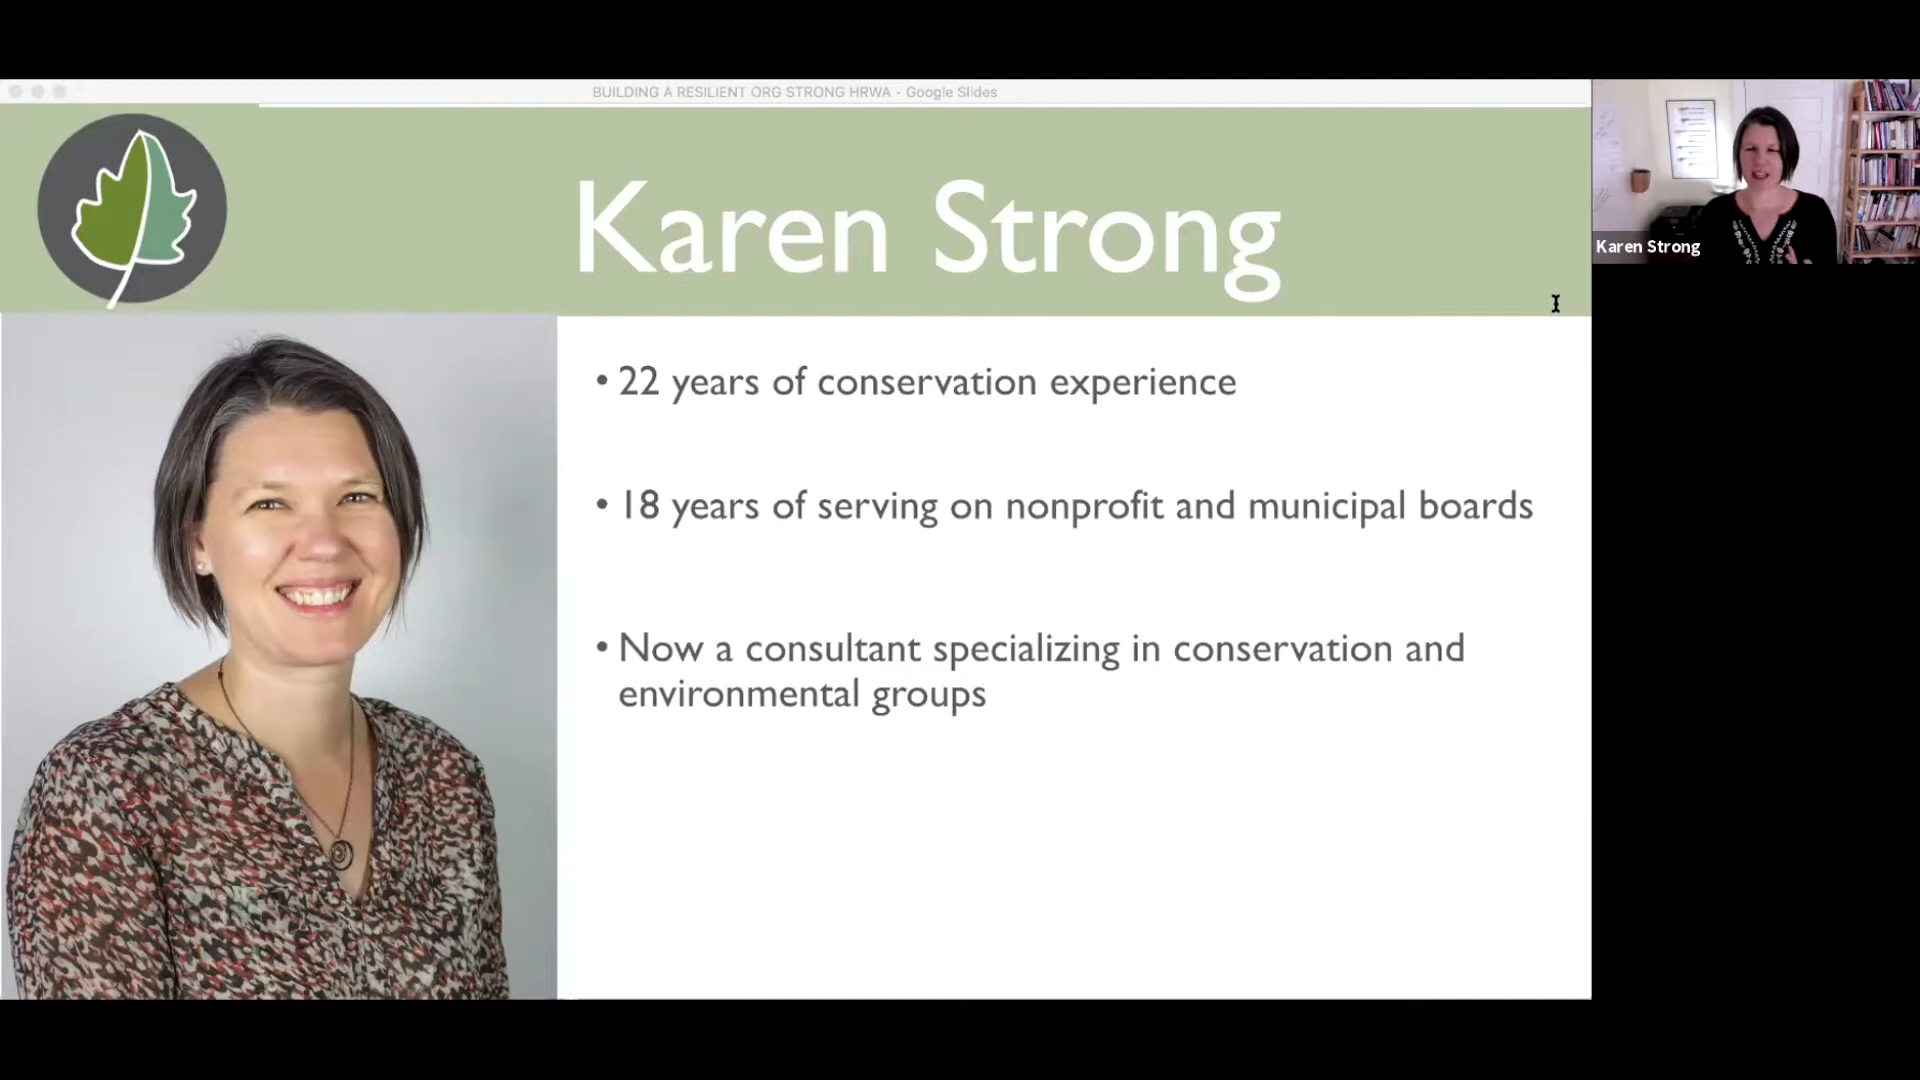 BUILDING A RESILIENT ORG STRONG HRWA - Google Slides
Karen Strong
Karen Strong
• 22 years of conservation experience
• 18 years of serving on nonprofit and municipal boards
• Now a consultant specializing in conservation and
environmental groups